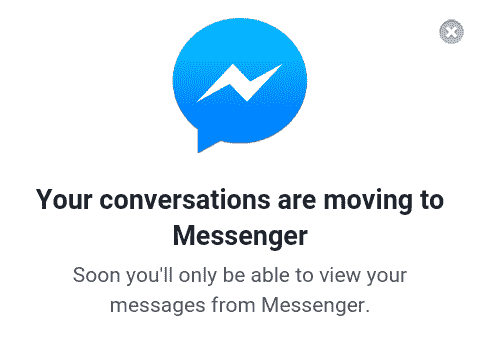 Your conversations are moving to
Messenger
Soon you'll only be able to view your
messages from Messenger.